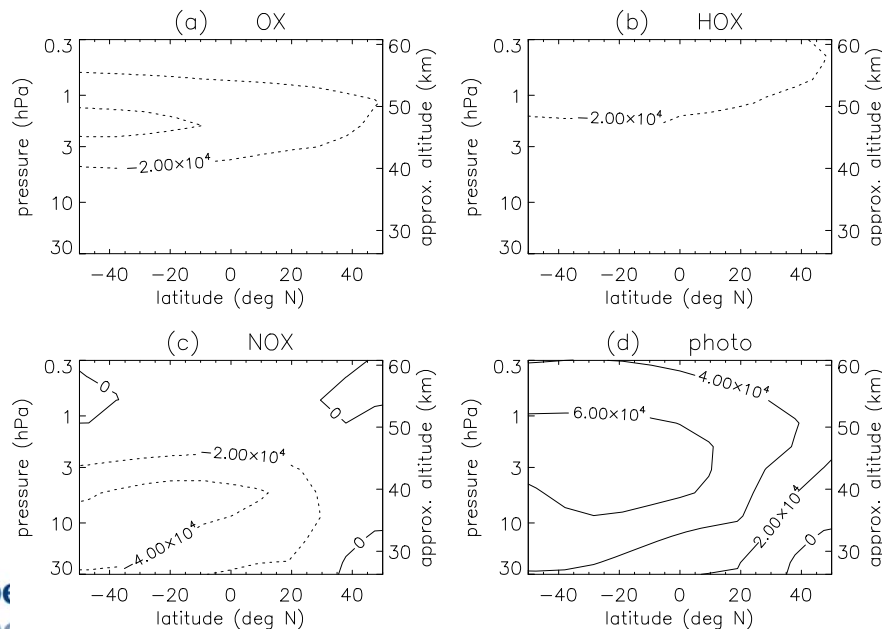 (a) OX
0.3
1
3
10
30
pressure (hPa)
60
50
40
30
approx. altitude (km)
−2.00×10⁴
−40 −20 0 20 40
latitude (deg N)
(b) HOX
0.3
1
3
10
30
pressure (hPa)
60
50
40
30
approx. altitude (km)
−2.00×10⁴
−40 −20 0 20 40
latitude (deg N)
(c) NOX
0.3
1
3
10
30
pressure (hPa)
60
50
40
30
approx. altitude (km)
0
0
−2.00×10⁴
−4.00×10⁴
0
−40 −20 0 20 40
latitude (deg N)
(d) photo
0.3
1
3
10
30
pressure (hPa)
60
50
40
30
approx. altitude (km)
4.00×10⁴
6.00×10⁴
2.00×10⁴
0
−40 −20 0 20 40
latitude (deg N)